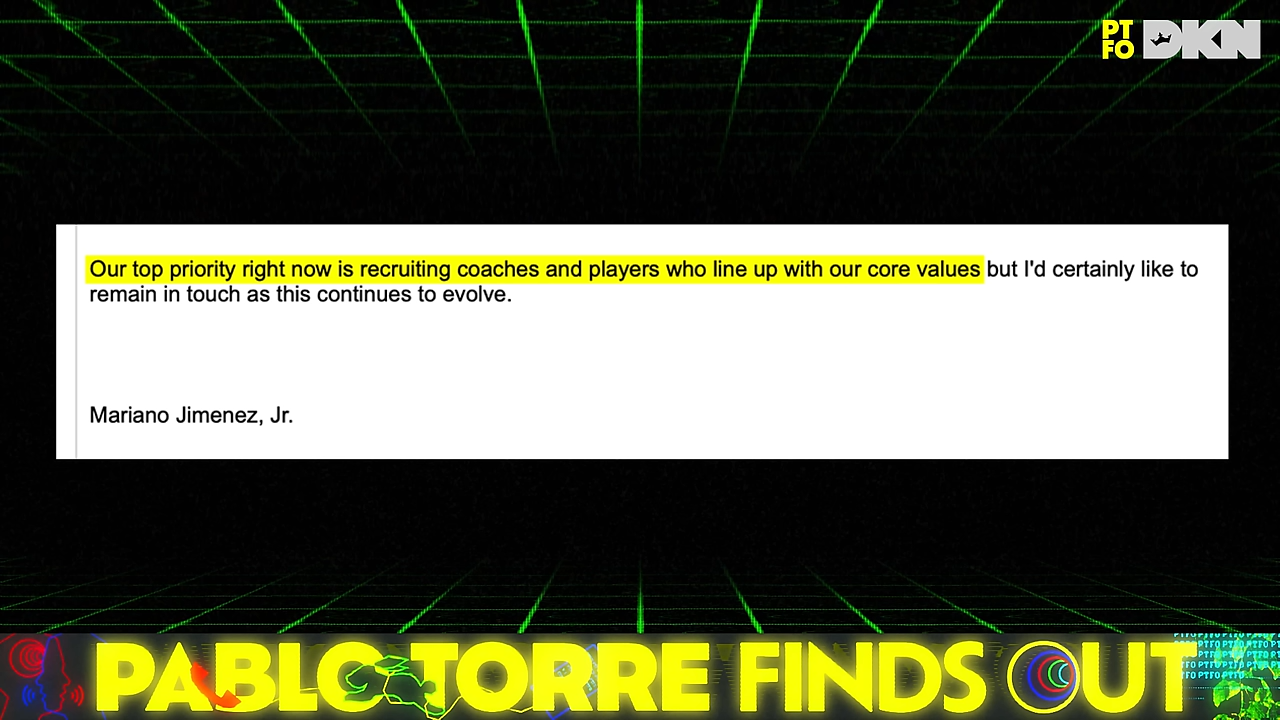 PT
FO
DKN
Our top priority right now is recruiting coaches and players who line up with our core values but I'd certainly like to
remain in touch as this continues to evolve.
Mariano Jimenez, Jr.
PABLO TORRE FINDS OUT